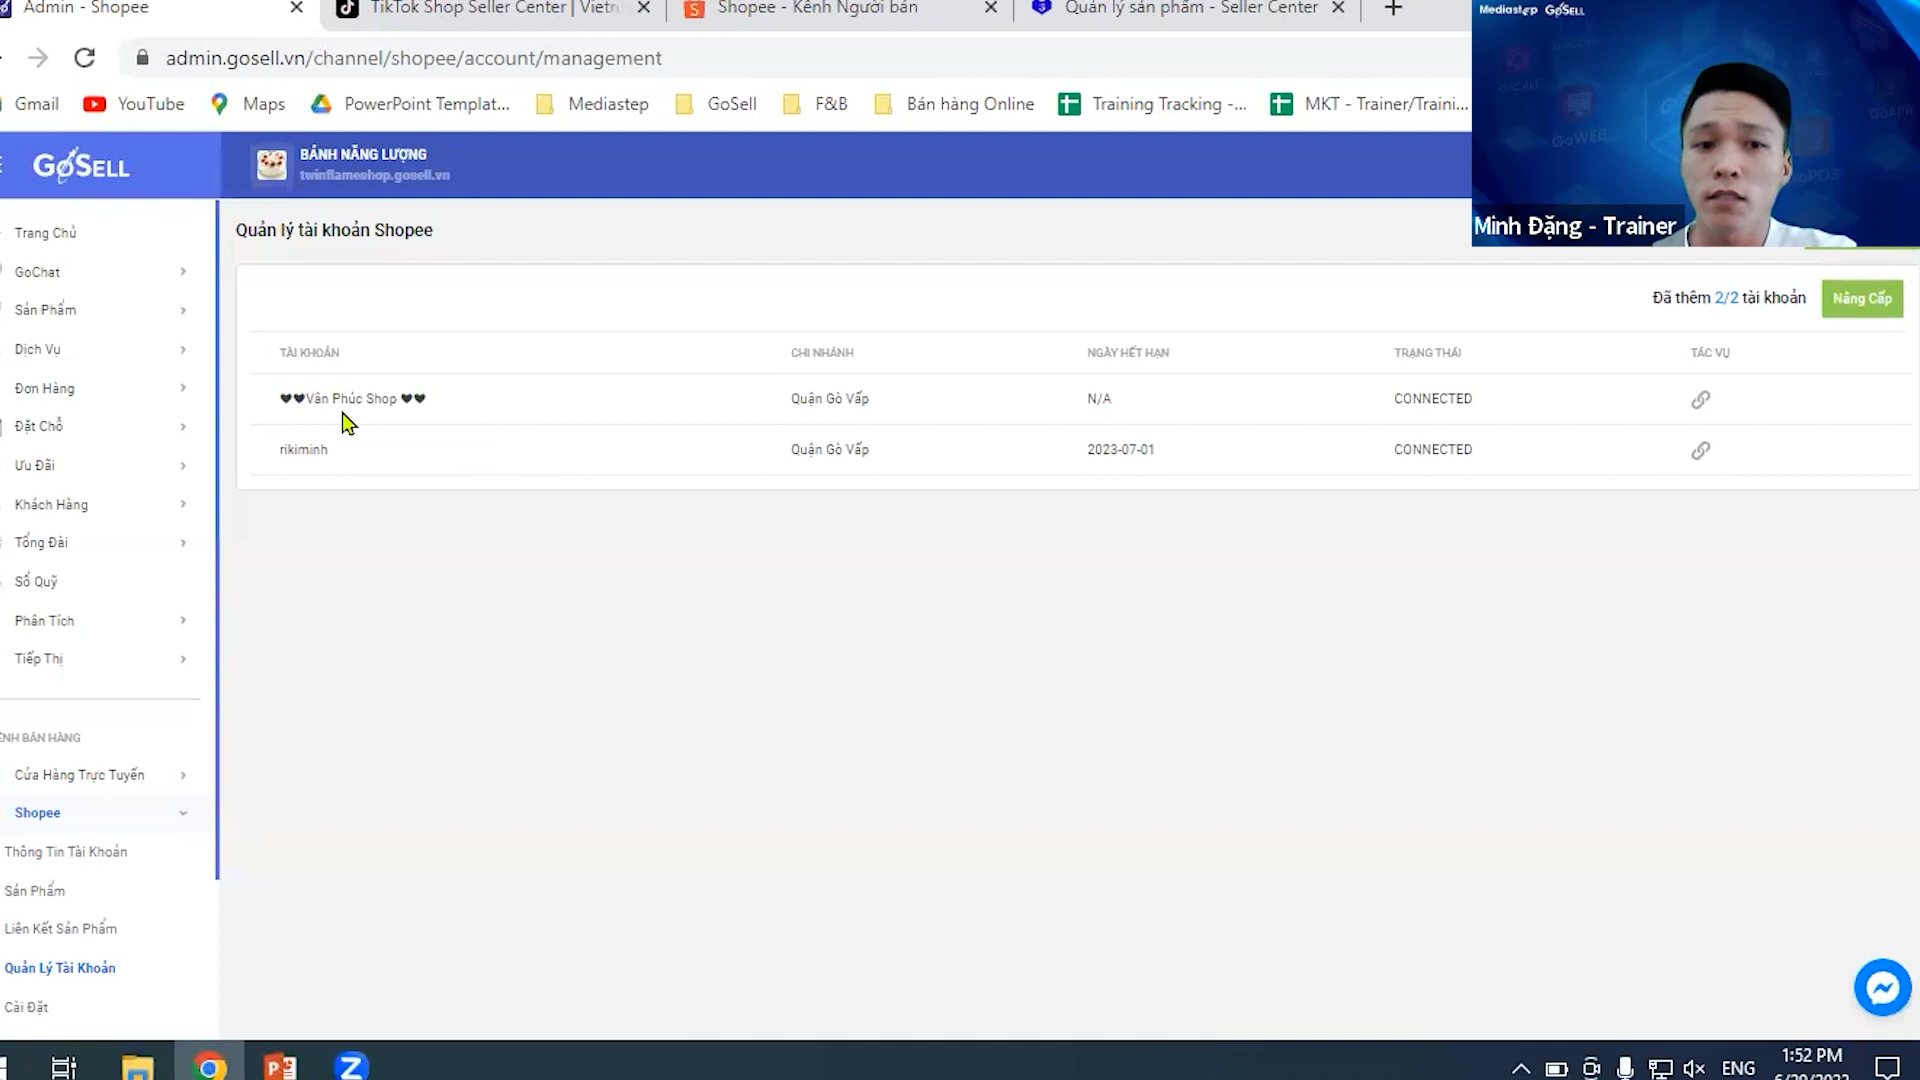 Admin - Shopee
TikTok Shop Seller Center | Vietn
Shopee - Kênh Người bán
Quản lý sản phẩm - Seller Center
admin.gosell.vn/channel/shopee/account/management
Gmail
YouTube
Maps
PowerPoint Templat...
Mediastep
GoSell
F&B
Bán hàng Online
Training Tracking -...
MKT - Trainer/Traini...
Mediastep GoSELL
Minh Đặng - Trainer
GoSELL
BÁNH NĂNG LƯỢNG
twinflameshop.gosell.vn
Trang Chủ
GoChat
Sản Phẩm
Dịch Vụ
Đơn Hàng
Đặt Chỗ
Ưu Đãi
Khách Hàng
Tổng Đài
Sổ Quỹ
Phân Tích
Tiếp Thị
ÊNH BÁN HÀNG
Cửa Hàng Trực Tuyến
Shopee
Thông Tin Tài Khoản
Sản Phẩm
Liên Kết Sản Phẩm
Quản Lý Tài Khoản
Cài Đặt
Quản lý tài khoản Shopee
Đã thêm 2/2 tài khoản
Nâng Cấp
TÀI KHOẢN CHI NHÁNH NGÀY HẾT HẠN TRẠNG THÁI TÁC VỤ
🖤🖤Vân Phúc Shop 🖤🖤 Quận Gò Vấp N/A CONNECTED
rikiminh Quận Gò Vấp 2023-07-01 CONNECTED
ENG
1:52 PM